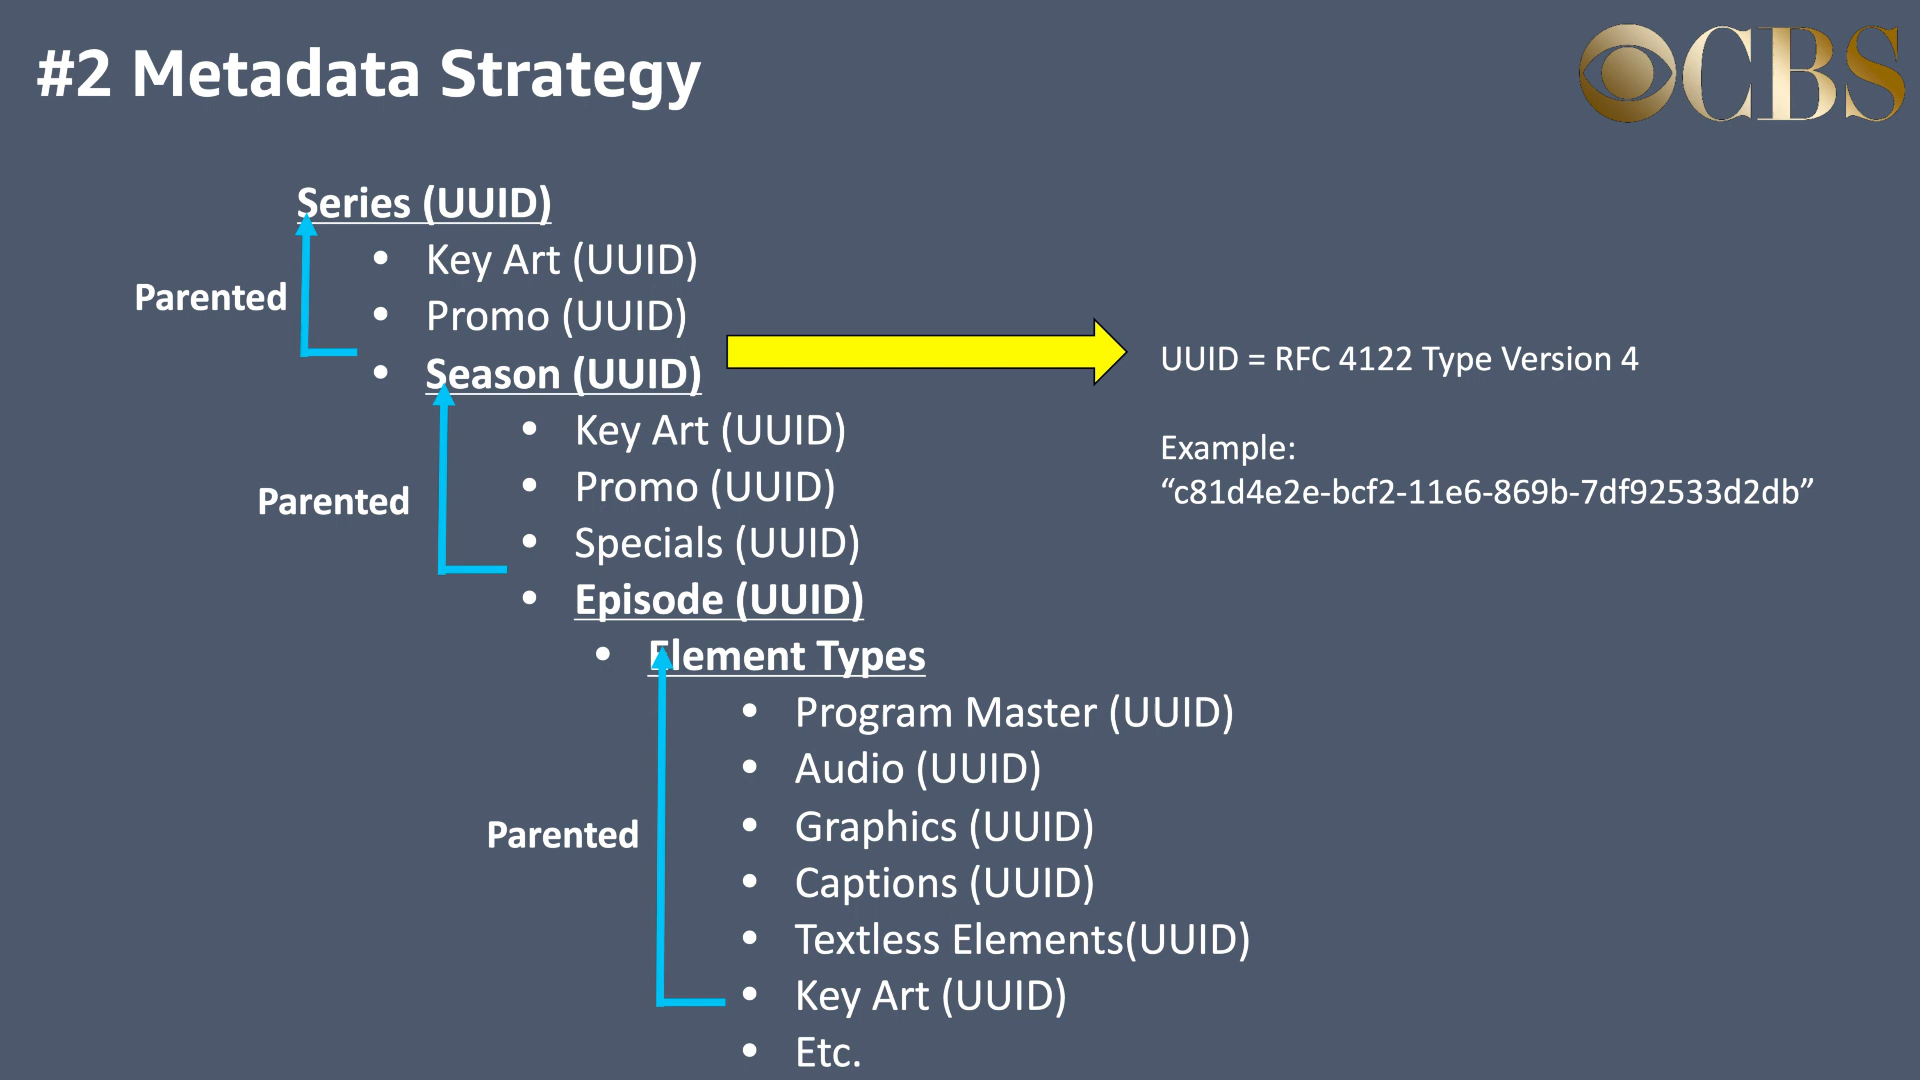 #2 Metadata Strategy
CBS
Series (UUID)
• Key Art (UUID)
• Promo (UUID)
Parented
• Season (UUID)
• Key Art (UUID)
• Promo (UUID)
• Specials (UUID)
Parented
• Episode (UUID)
• Element Types
• Program Master (UUID)
• Audio (UUID)
• Graphics (UUID)
• Captions (UUID)
• Textless Elements(UUID)
• Key Art (UUID)
• Etc.
Parented
UUID = RFC 4122 Type Version 4
Example:
“c81d4e2e-bcf2-11e6-869b-7df92533d2db”